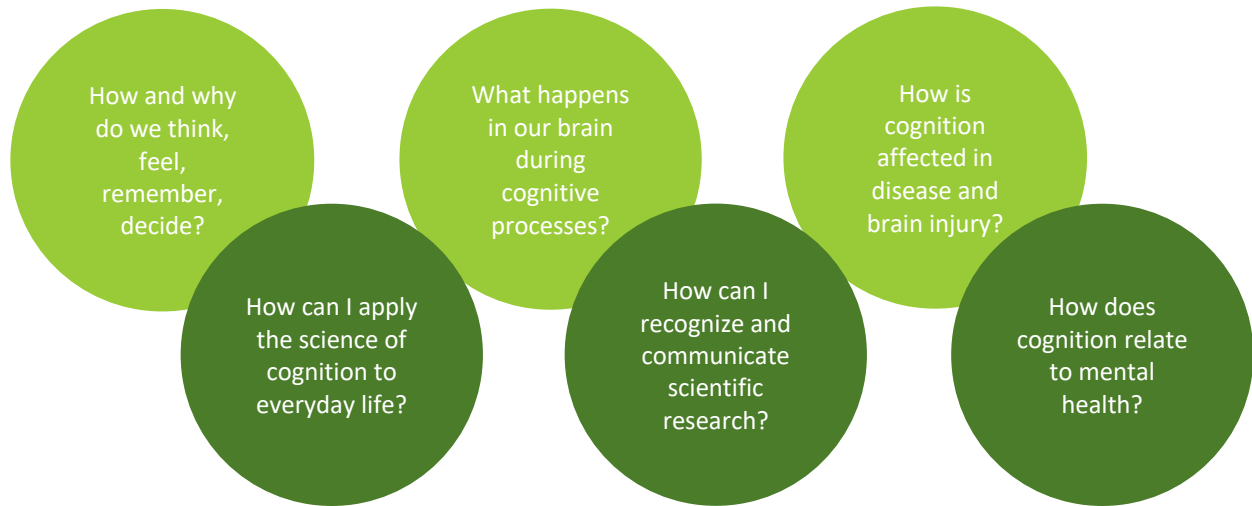 How and why
do we think,
feel,
remember,
decide?
How can I apply
the science of
cognition to
everyday life?
What happens
in our brain
during
cognitive
processes?
How can I
recognize and
communicate
scientific
research?
How is
cognition
affected in
disease and
brain injury?
How does
cognition relate
to mental
health?